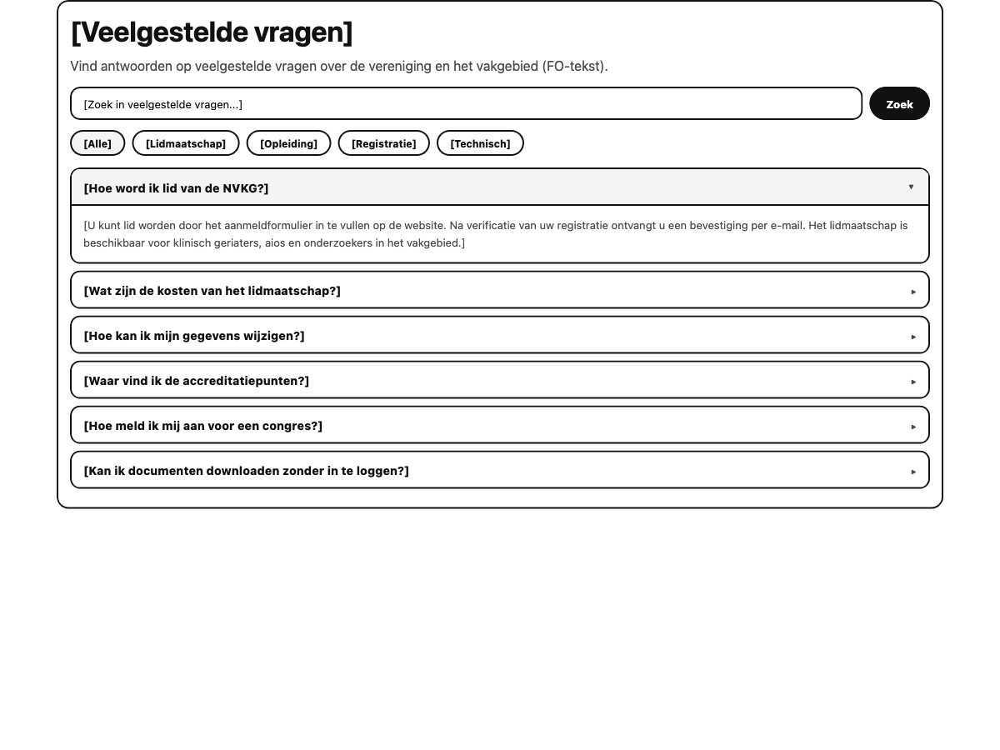 [Veelgestelde vragen]
Vind antwoorden op veelgestelde vragen over de vereniging en het vakgebied (FO-tekst).
[Zoek in veelgestelde vragen...]
Zoek
[Alle]
[Lidmaatschap]
[Opleiding]
[Registratie]
[Technisch]
[Hoe word ik lid van de NVKG?]
[U kunt lid worden door het aanmeldformulier in te vullen op de website. Na verificatie van uw registratie ontvangt u een bevestiging per e-mail. Het lidmaatschap is
beschikbaar voor klinisch geriaters, aios en onderzoekers in het vakgebied.]
[Wat zijn de kosten van het lidmaatschap?]
[Hoe kan ik mijn gegevens wijzigen?]
[Waar vind ik de accreditatiepunten?]
[Hoe meld ik mij aan voor een congres?]
[Kan ik documenten downloaden zonder in te loggen?]